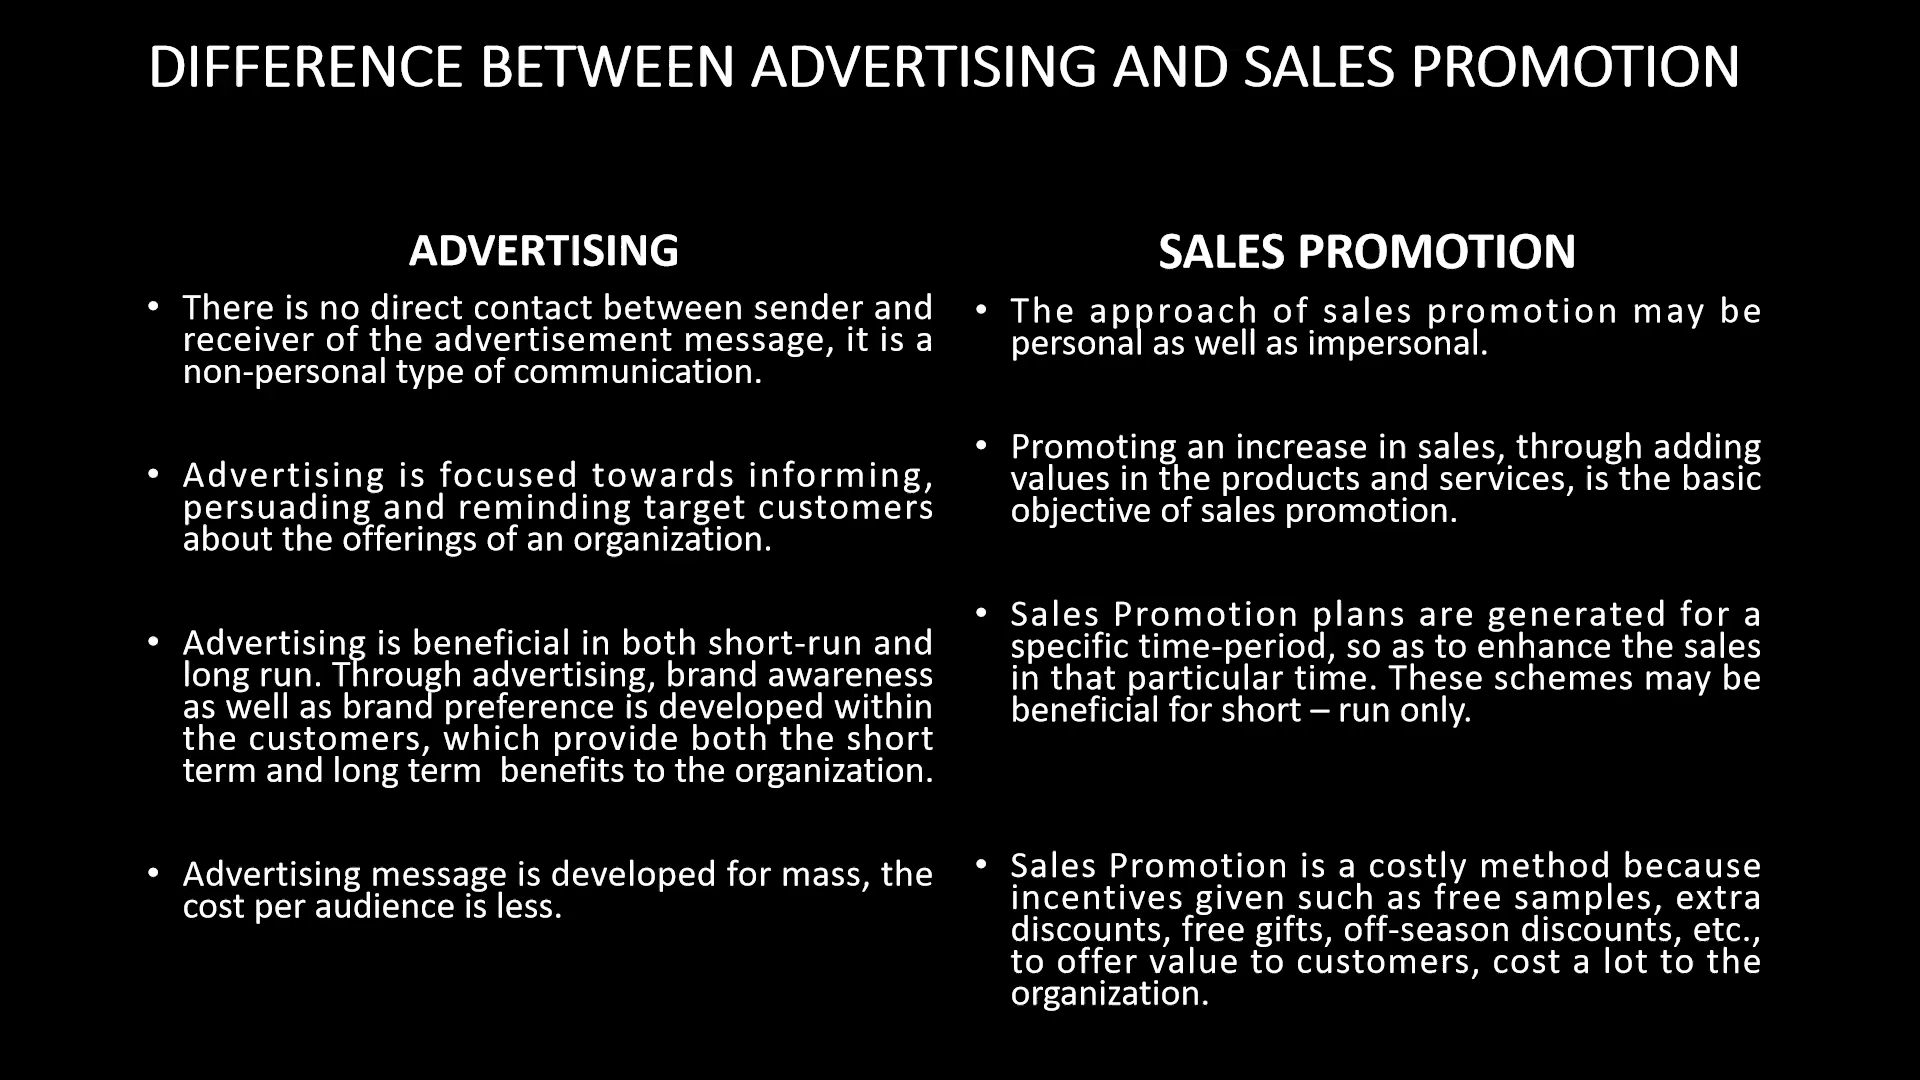 DIFFERENCE BETWEEN ADVERTISING AND SALES PROMOTION
ADVERTISING
• There is no direct contact between sender and
receiver of the advertisement message, it is a
non-personal type of communication.
• Advertising is focused towards informing,
persuading and reminding target customers
about the offerings of an organization.
• Advertising is beneficial in both short-run and
long run. Through advertising, brand awareness
as well as brand preference is developed within
the customers, which provide both the short
term and long term  benefits to the organization.
• Advertising message is developed for mass, the
cost per audience is less.
SALES PROMOTION
• The approach of sales promotion may be
personal as well as impersonal.
• Promoting an increase in sales, through adding
values in the products and services, is the basic
objective of sales promotion.
• Sales Promotion plans are generated for a
specific time-period, so as to enhance the sales
in that particular time. These schemes may be
beneficial for short – run only.
• Sales Promotion is a costly method because
incentives given such as free samples, extra
discounts, free gifts, off-season discounts, etc.,
to offer value to customers, cost a lot to the
organization.